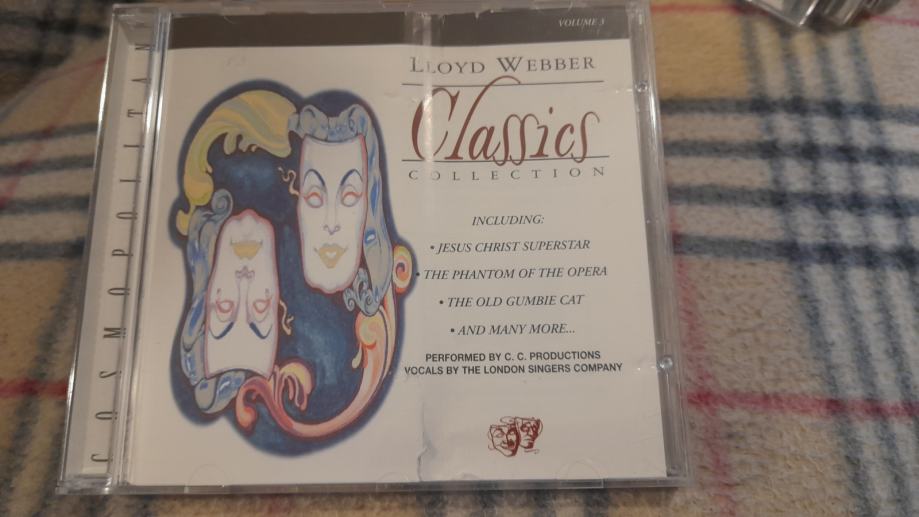 VOLUME 3
LLOYD WEBBER
Classics
COLLECTION
INCLUDING:
• JESUS CHRIST SUPERSTAR
• THE PHANTOM OF THE OPERA
• THE OLD GUMBIE CAT
• AND MANY MORE...
PERFORMED BY C. C. PRODUCTIONS
VOCALS BY THE LONDON SINGERS COMPANY
COSMOPOLITAN